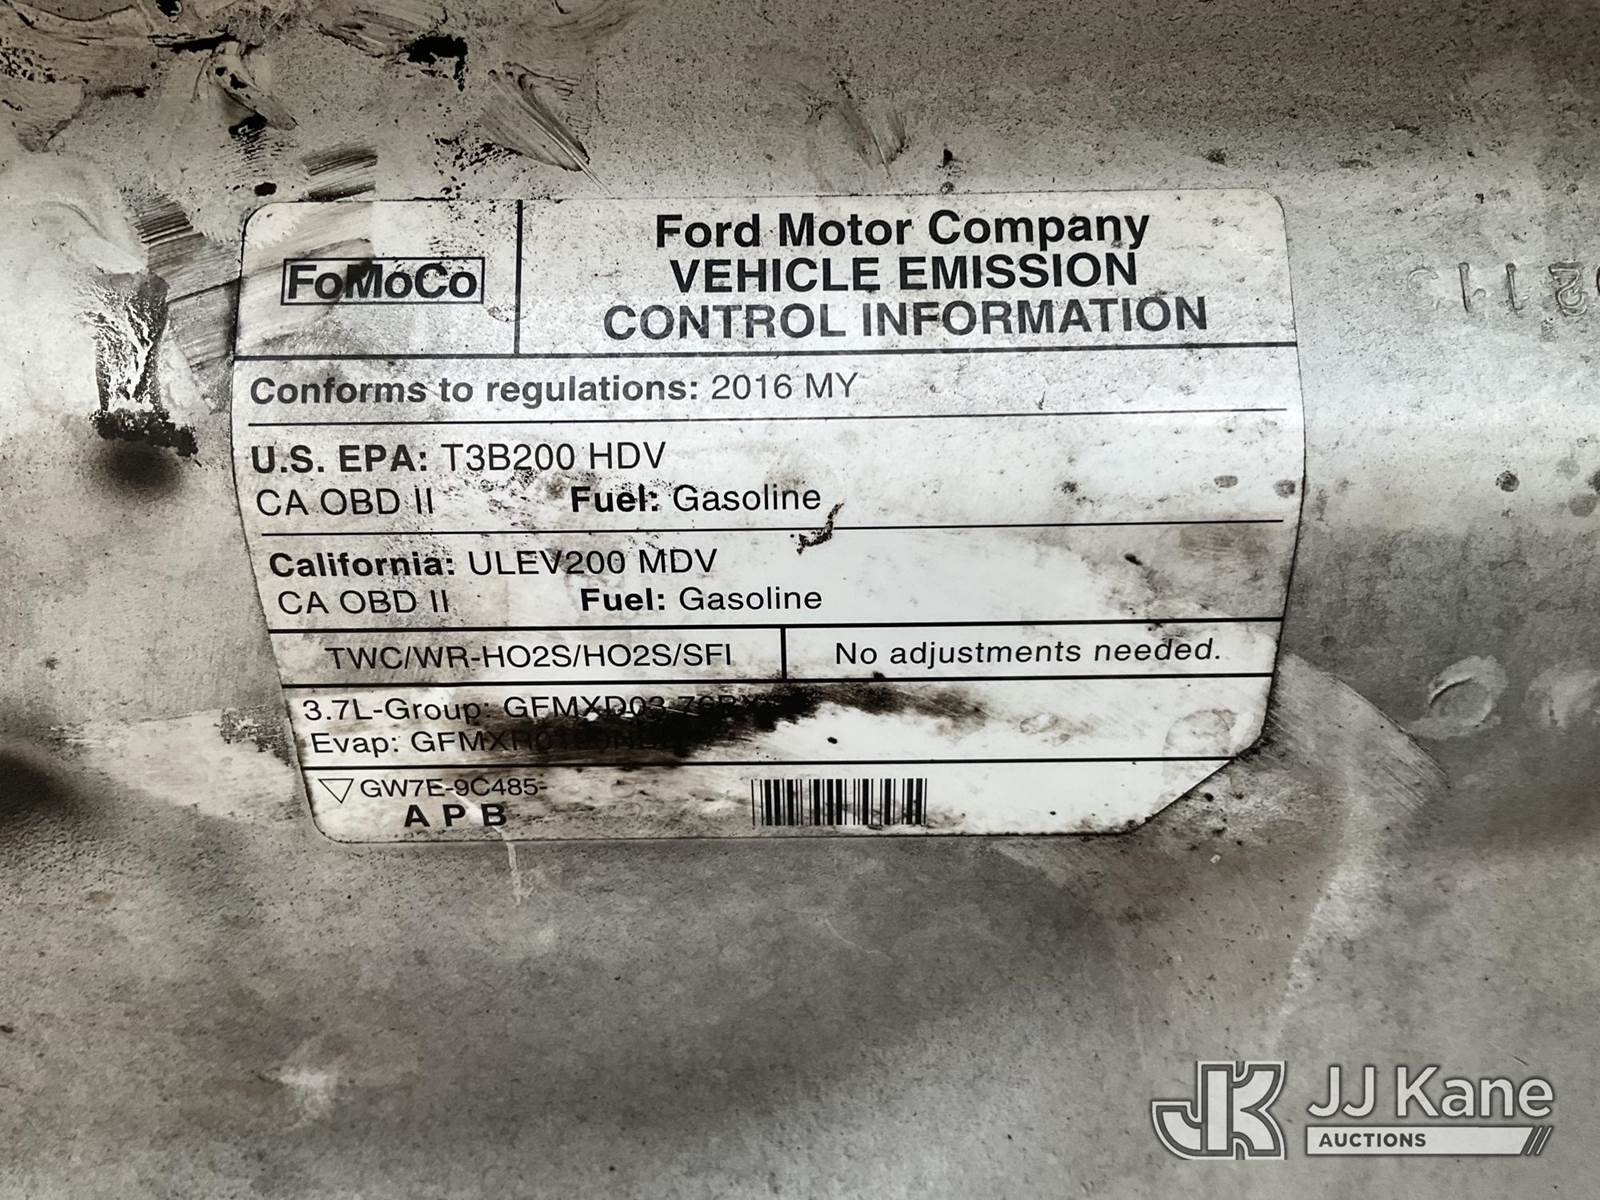 FoMoCo
Ford Motor Company
VEHICLE EMISSION
CONTROL INFORMATION
Conforms to regulations: 2016 MY
U.S. EPA: T3B200 HDV
CA OBD II Fuel: Gasoline
California: ULEV200 MDV
CA OBD II Fuel: Gasoline
TWC/WR-HO2S/HO2S/SFI No adjustments needed.
3.7L-Group:
Evap:
GW7E-9C485-
A P B
JK JJ Kane
AUCTIONS